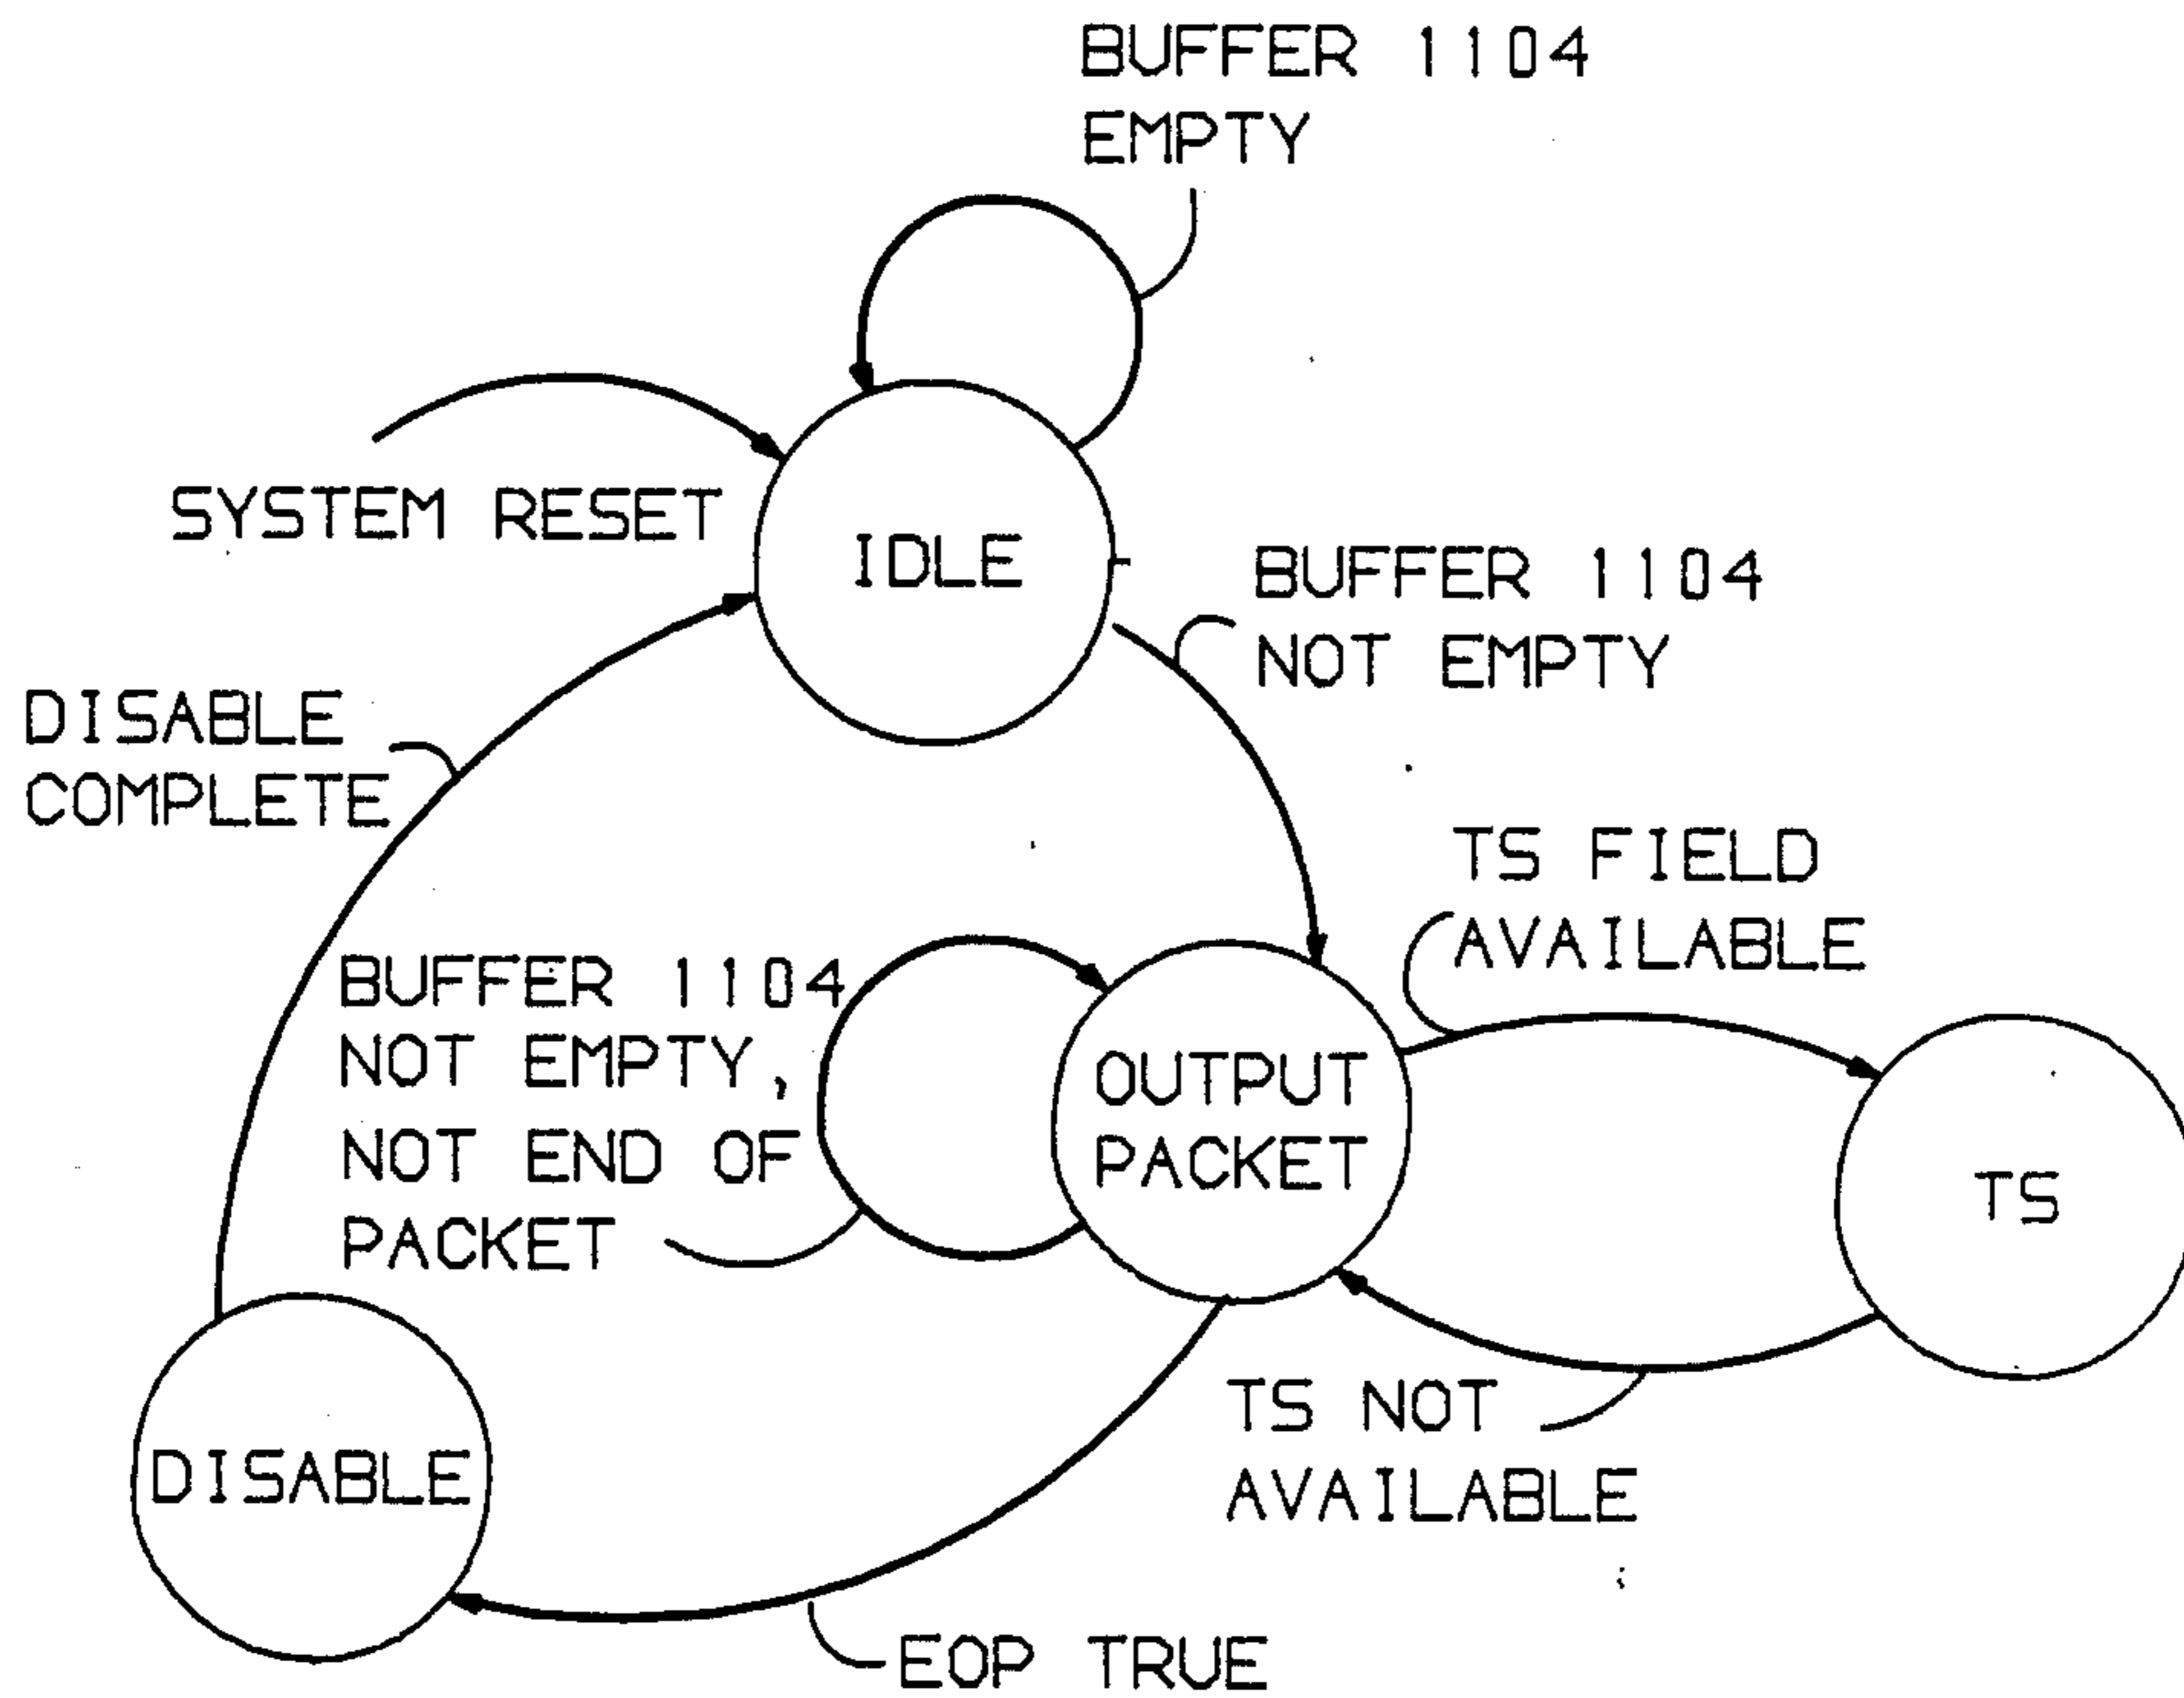 BUFFER 1104
EMPTY
SYSTEM RESET
IDLE
BUFFER 1104
NOT EMPTY
DISABLE
COMPLETE
TS FIELD
AVAILABLE
BUFFER 1104
NOT EMPTY,
NOT END OF
PACKET
OUTPUT
PACKET
TS
TS NOT
AVAILABLE
DISABLE
EOP TRUE